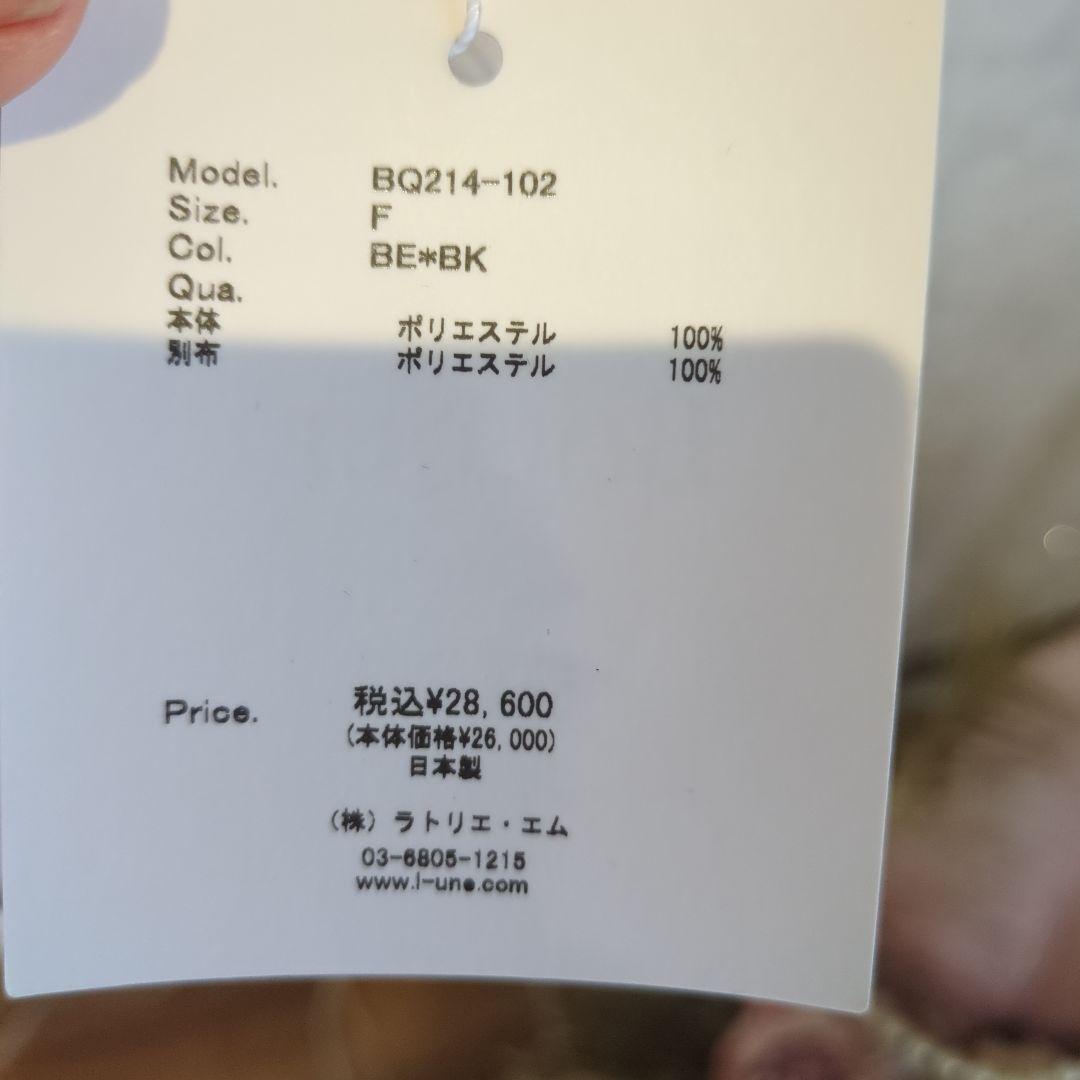 Model. BQ214-102
Size. F
Col. BE*BK
Qua.
本体 ポリエステル 100%
別布 ポリエステル 100%
Price. 税込¥28,600
(本体価格¥26,000)
日本製
(株) ラトリエ・エム
03-6805-1215
www.l-une.com